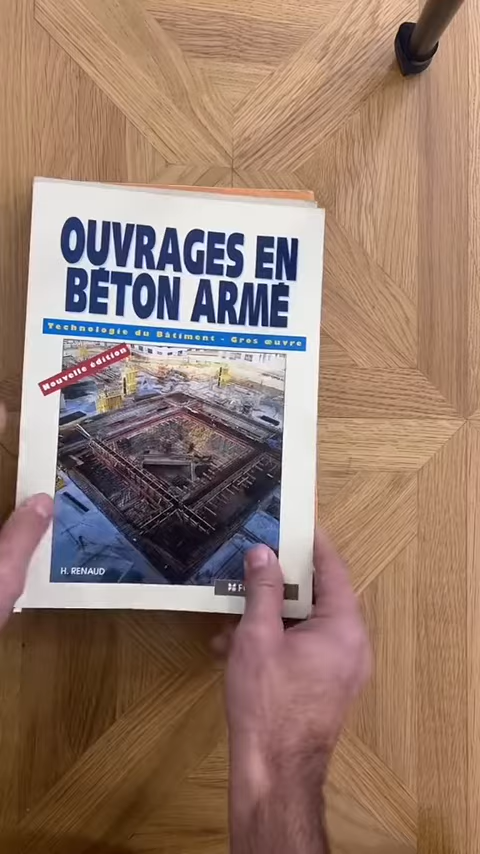 OUVRAGES EN
BÉTON ARMÉ
Technologie du Bâtiment - Gros œuvre
Nouvelle édition
H. RENAUD